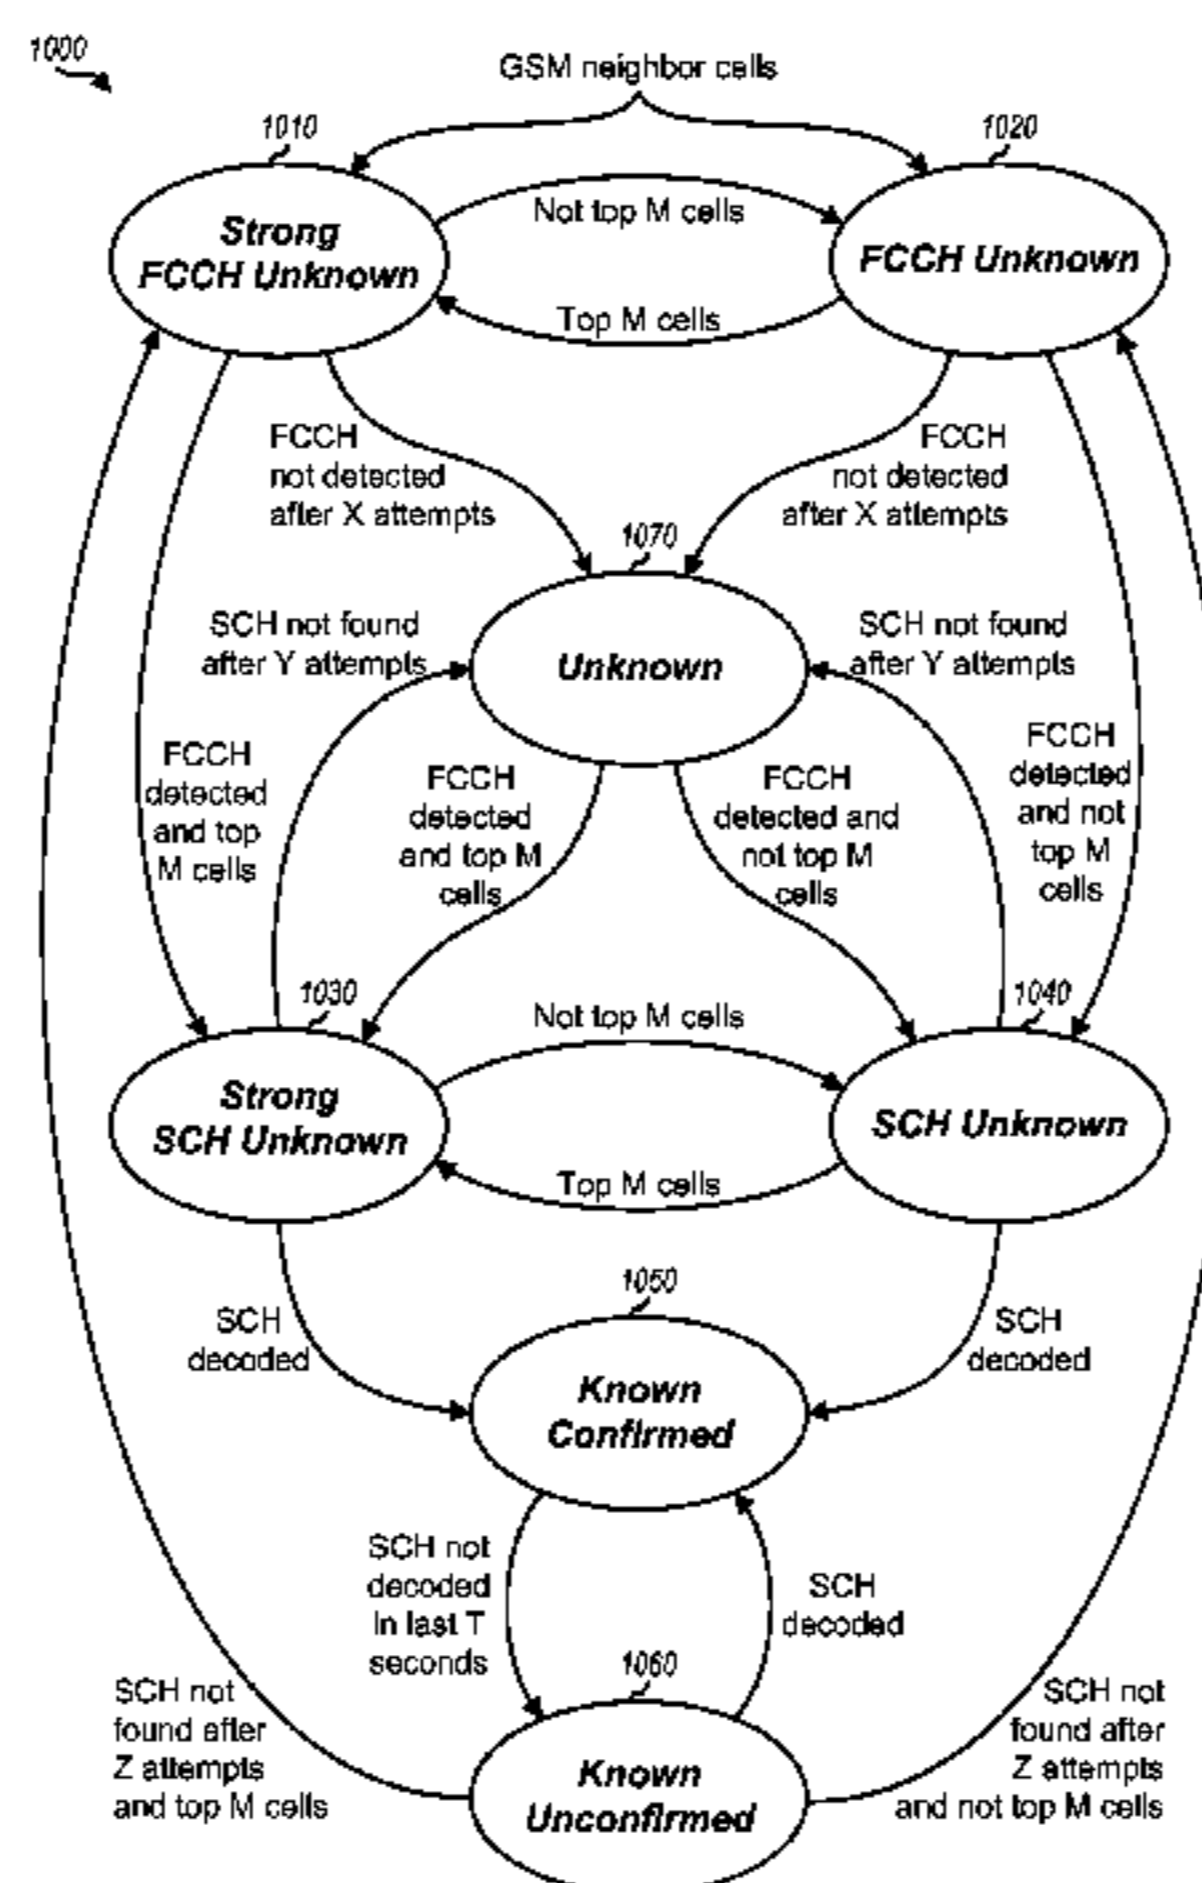 1000
GSM neighbor cells
1010
1020
Strong
FCCH Unknown
Not top M cells
FCCH Unknown
Top M cells
FCCH
not detected
after X attempts
FCCH
not detected
after X attempts
1070
SCH not found
after Y attempts
Unknown
SCH not found
after Y attempts
FCCH
detected
and top
M cells
FCCH
detected
and top M
cells
FCCH
detected and
not top M
cells
FCCH
detected
and not
top M
cells
1030
1040
Not top M cells
Strong
SCH Unknown
SCH Unknown
Top M cells
1050
SCH
decoded
SCH
decoded
Known
Confirmed
SCH not
decoded
in last T
seconds
SCH
decoded
1060
SCH not
found after
Z attempts
and top M cells
SCH not
found after
Z attempts
and not top M cells
Known
Unconfirmed